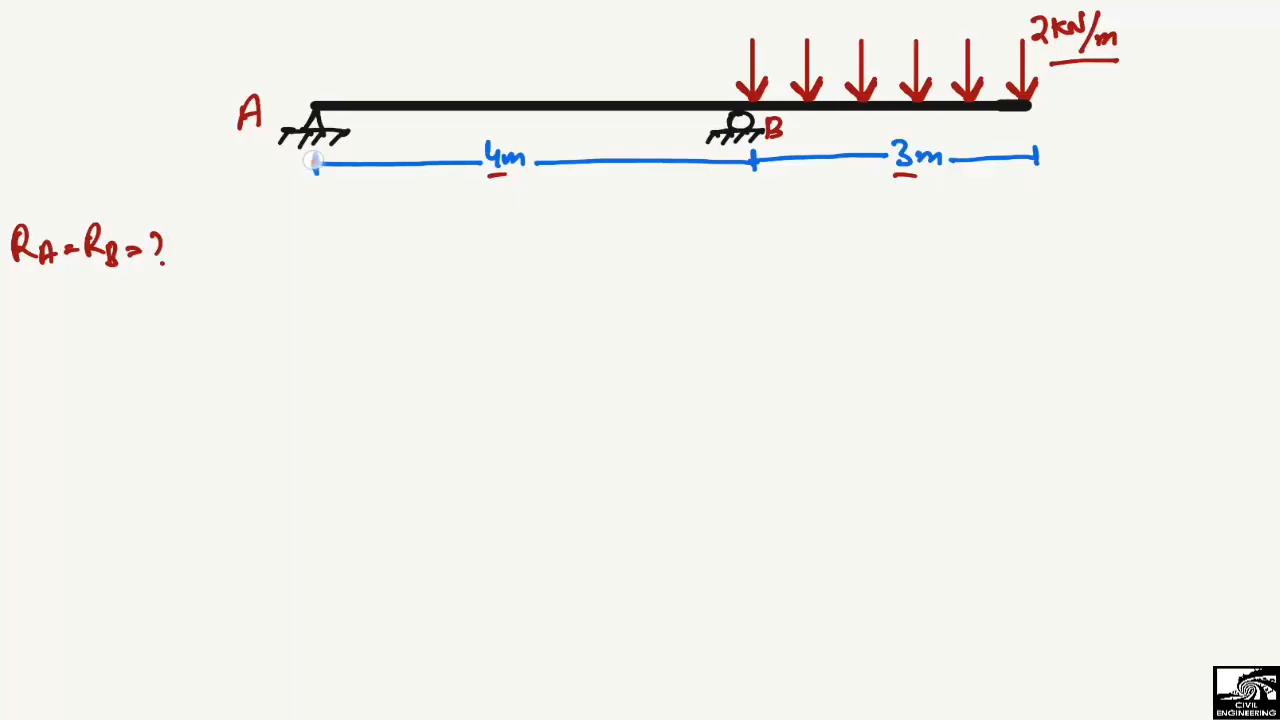 2KN/m
A
B
4m
3m
RA = RB = ?
CIVIL
ENGINEERING